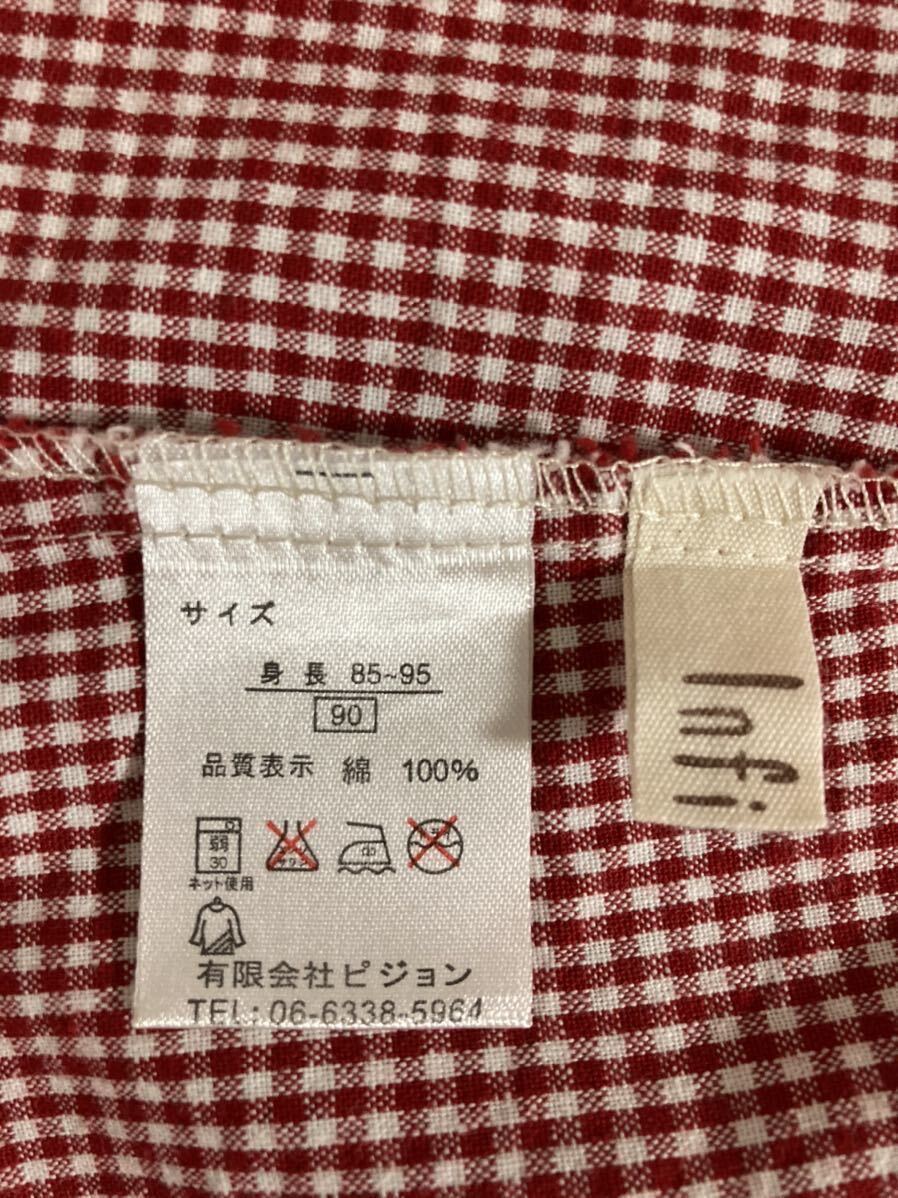 サイズ
身長 85~95
90
品質表示 綿 100%
弱
30
ネット使用
中
有限会社ピジョン
TEL: 06-6338-5964
Infi